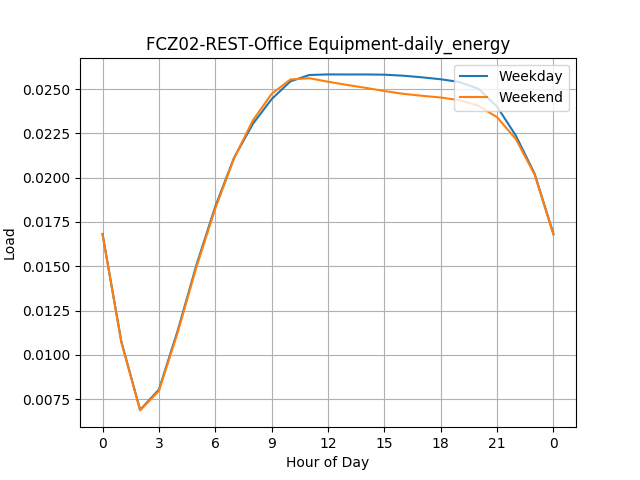 FCZ02-REST-Office Equipment-daily_energy
Weekday
Weekend
0.0250
0.0225
0.0200
0.0175
0.0150
0.0125
0.0100
0.0075
Load
0 3 6 9 12 15 18 21 0
Hour of Day